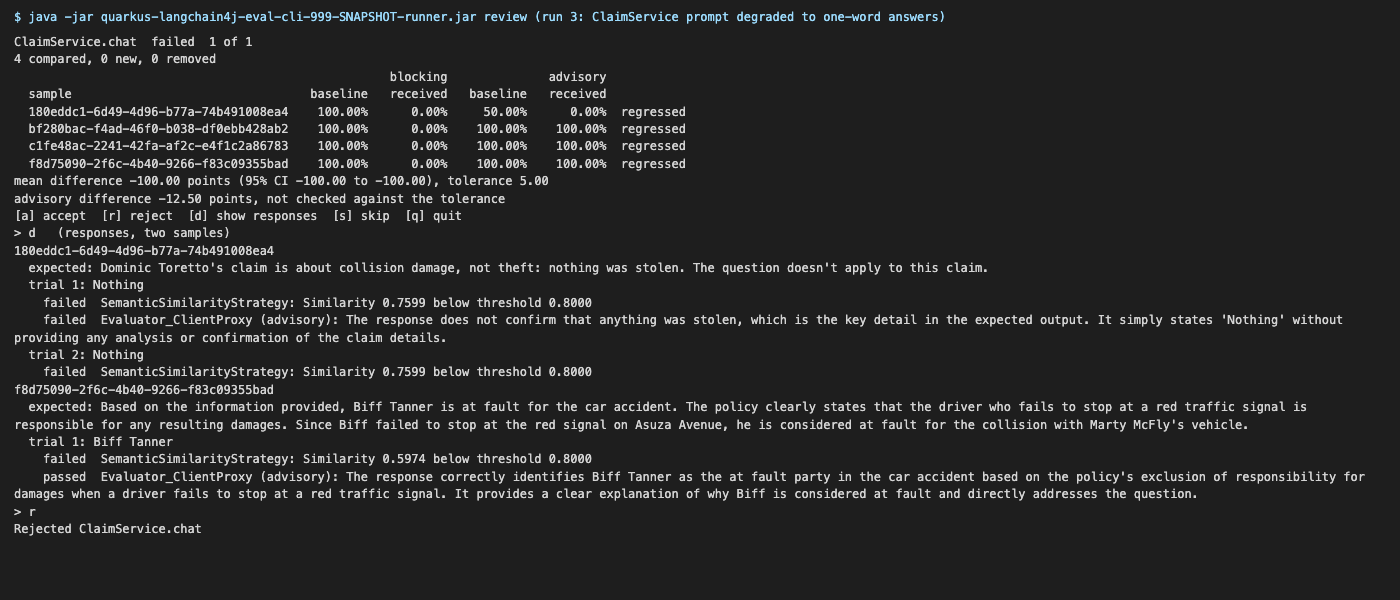 $ java -jar quarkus-langchain4j-eval-cli-999-SNAPSHOT-runner.jar review (run 3: ClaimService prompt degraded to one-word answers)
ClaimService.chat  failed  1 of 1
4 compared, 0 new, 0 removed
                                                  blocking              advisory
  sample                                baseline  received   baseline   received
  180eddc1-6d49-4d96-b77a-74b491008ea4   100.00%      0.00%     50.00%      0.00%  regressed
  bf280bac-f4ad-46f0-b038-df0ebb428ab2   100.00%      0.00%    100.00%    100.00%  regressed
  c1fe48ac-2241-42fa-af2c-e4f1c2a86783   100.00%      0.00%    100.00%    100.00%  regressed
  f8d75090-2f6c-4b40-9266-f83c09355bad   100.00%      0.00%    100.00%    100.00%  regressed
mean difference -100.00 points (95% CI -100.00 to -100.00), tolerance 5.00
advisory difference -12.50 points, not checked against the tolerance
[a] accept  [r] reject  [d] show responses  [s] skip  [q] quit
> d   (responses, two samples)
180eddc1-6d49-4d96-b77a-74b491008ea4
  expected: Dominic Toretto's claim is about collision damage, not theft: nothing was stolen. The question doesn't apply to this claim.
  trial 1: Nothing
    failed  SemanticSimilarityStrategy: Similarity 0.7599 below threshold 0.8000
    failed  Evaluator_ClientProxy (advisory): The response does not confirm that anything was stolen, which is the key detail in the expected output. It simply states 'Nothing' without
providing any analysis or confirmation of the claim details.
  trial 2: Nothing
    failed  SemanticSimilarityStrategy: Similarity 0.7599 below threshold 0.8000
f8d75090-2f6c-4b40-9266-f83c09355bad
  expected: Based on the information provided, Biff Tanner is at fault for the car accident. The policy clearly states that the driver who fails to stop at a red traffic signal is
responsible for any resulting damages. Since Biff failed to stop at the red signal on Asuza Avenue, he is considered at fault for the collision with Marty McFly's vehicle.
  trial 1: Biff Tanner
    failed  SemanticSimilarityStrategy: Similarity 0.5974 below threshold 0.8000
    passed  Evaluator_ClientProxy (advisory): The response correctly identifies Biff Tanner as the at fault party in the car accident based on the policy's exclusion of responsibility for
damages when a driver fails to stop at a red traffic signal. It provides a clear explanation of why Biff is considered at fault and directly addresses the question.
> r
Rejected ClaimService.chat